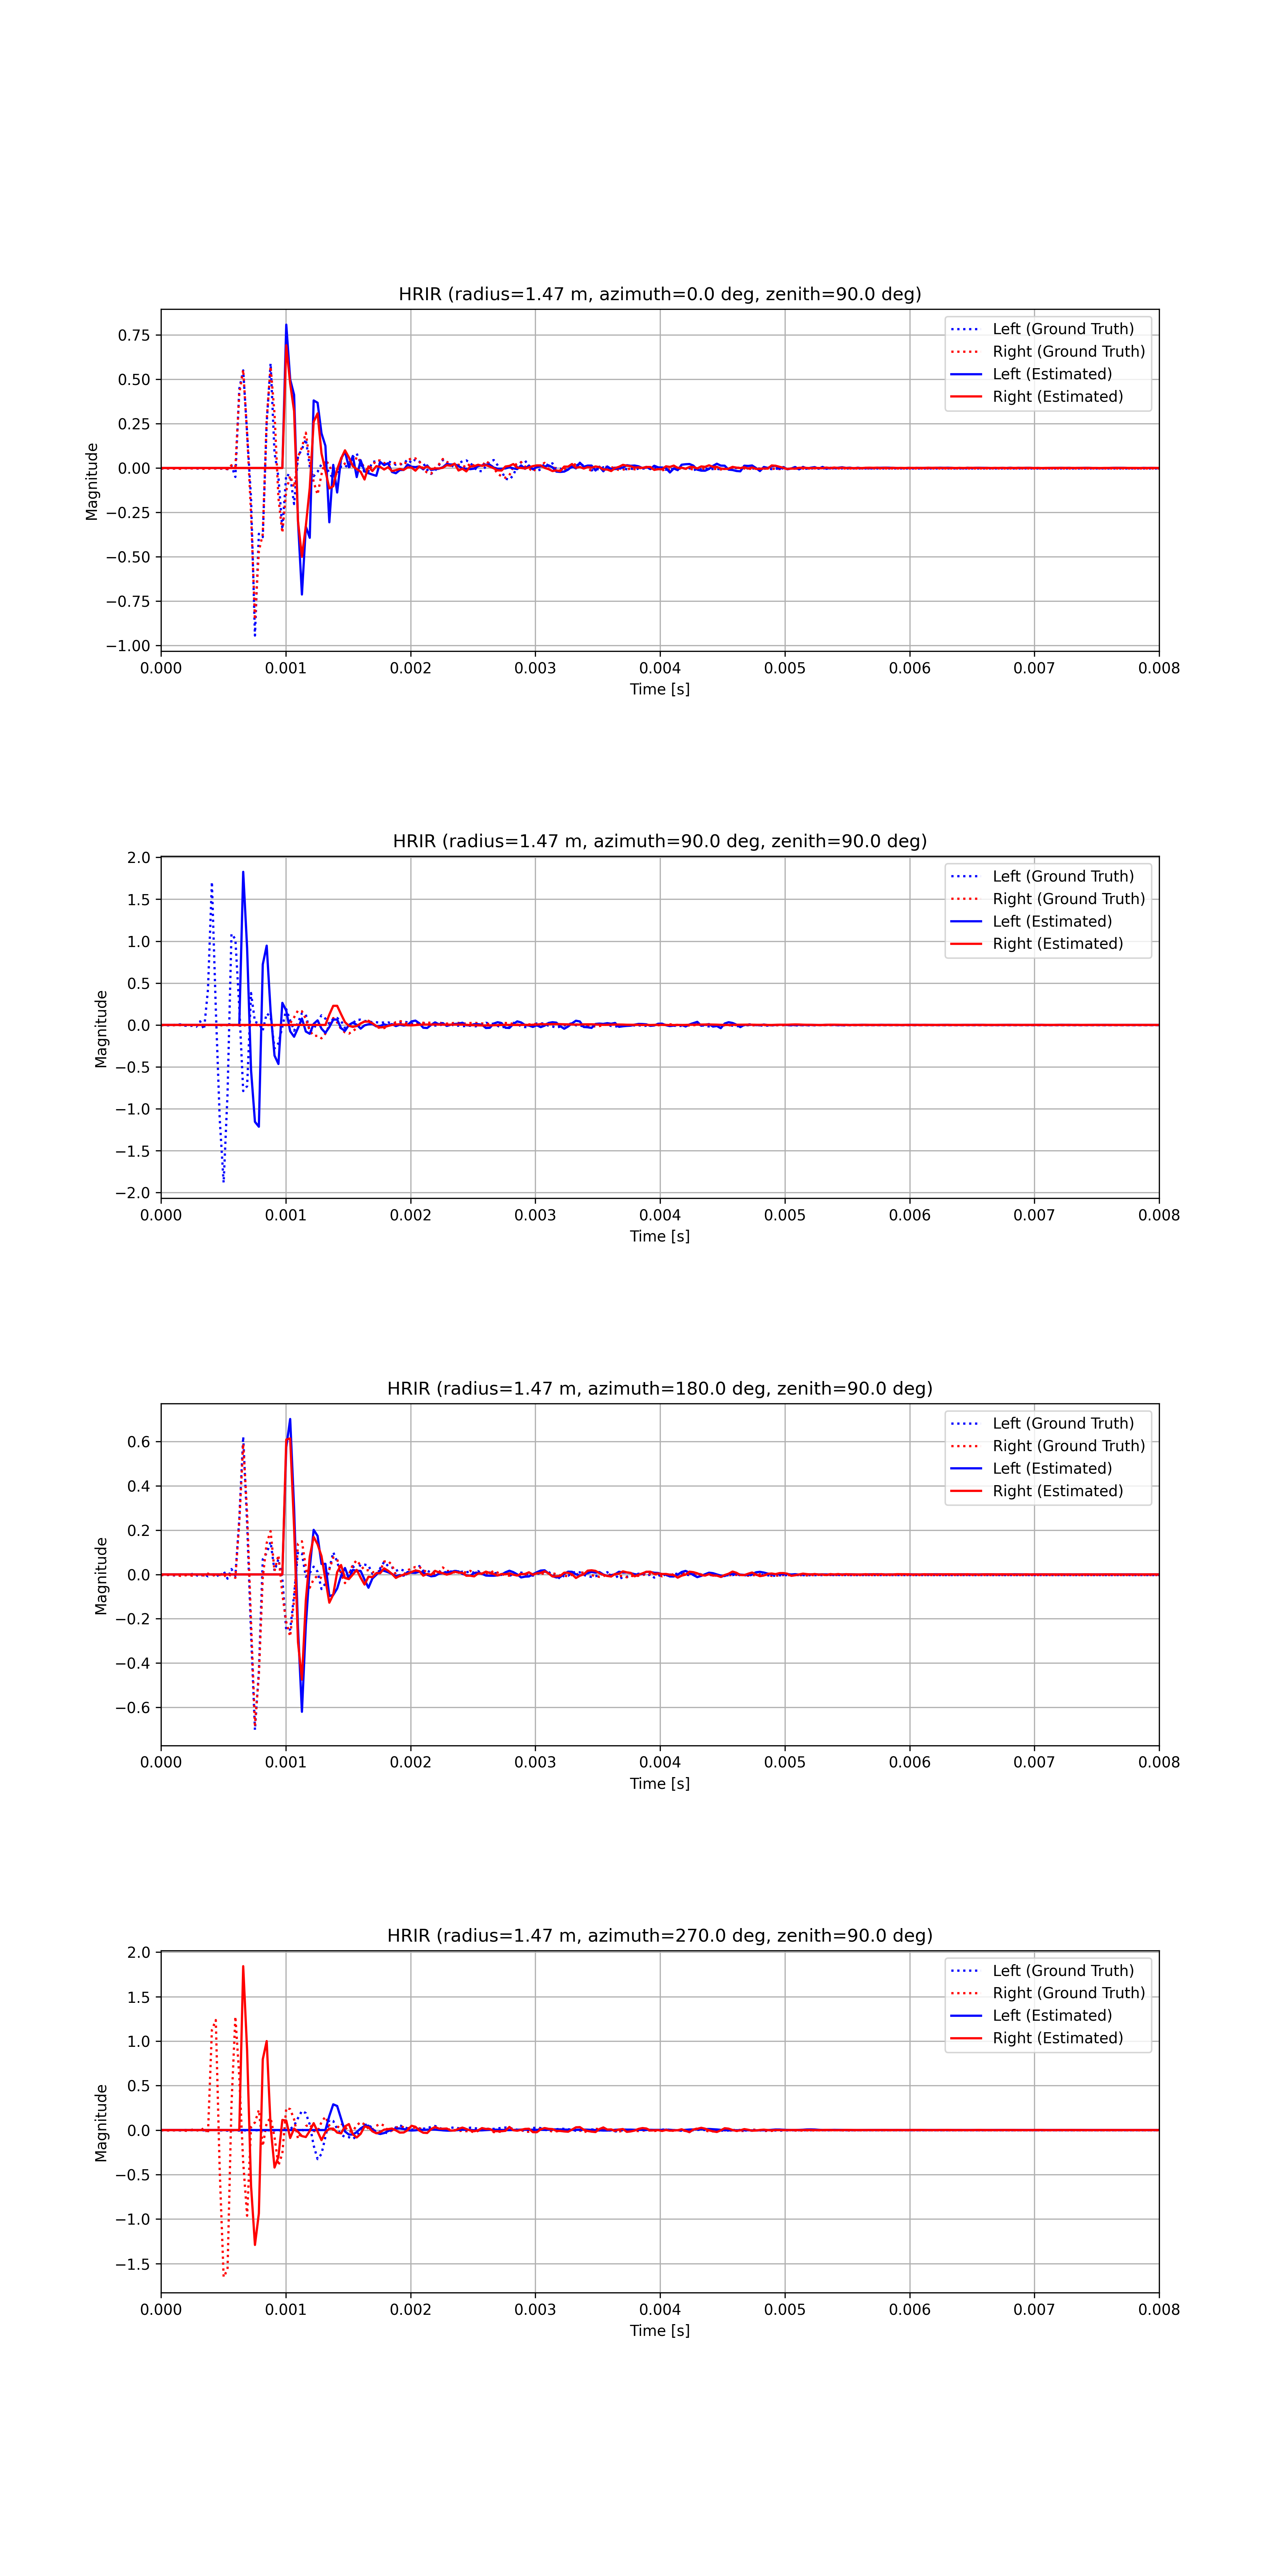 HRIR (radius=1.47 m, azimuth=0.0 deg, zenith=90.0 deg)
Left (Ground Truth)
Right (Ground Truth)
Left (Estimated)
Right (Estimated)
Magnitude
0.75
0.50
0.25
0.00
−0.25
−0.50
−0.75
−1.00
0.000 0.001 0.002 0.003 0.004 0.005 0.006 0.007 0.008
Time [s]
HRIR (radius=1.47 m, azimuth=90.0 deg, zenith=90.0 deg)
Left (Ground Truth)
Right (Ground Truth)
Left (Estimated)
Right (Estimated)
Magnitude
2.0
1.5
1.0
0.5
0.0
−0.5
−1.0
−1.5
−2.0
0.000 0.001 0.002 0.003 0.004 0.005 0.006 0.007 0.008
Time [s]
HRIR (radius=1.47 m, azimuth=180.0 deg, zenith=90.0 deg)
Left (Ground Truth)
Right (Ground Truth)
Left (Estimated)
Right (Estimated)
Magnitude
0.6
0.4
0.2
0.0
−0.2
−0.4
−0.6
0.000 0.001 0.002 0.003 0.004 0.005 0.006 0.007 0.008
Time [s]
HRIR (radius=1.47 m, azimuth=270.0 deg, zenith=90.0 deg)
Left (Ground Truth)
Right (Ground Truth)
Left (Estimated)
Right (Estimated)
Magnitude
2.0
1.5
1.0
0.5
0.0
−0.5
−1.0
−1.5
0.000 0.001 0.002 0.003 0.004 0.005 0.006 0.007 0.008
Time [s]